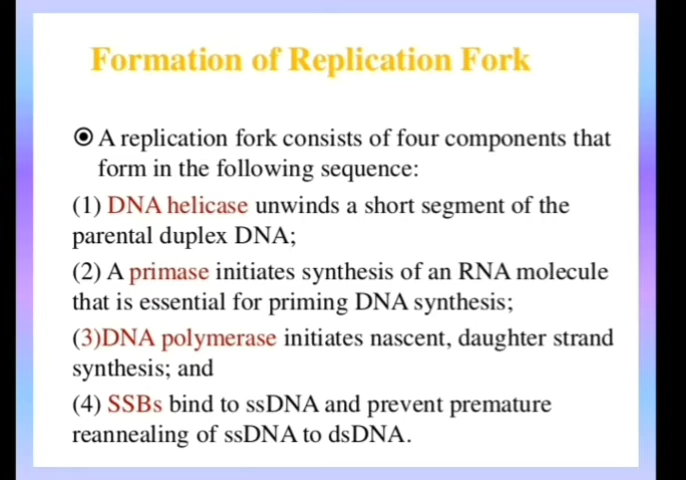 Formation of Replication Fork
A replication fork consists of four components that
form in the following sequence:
(1) DNA helicase unwinds a short segment of the
parental duplex DNA;
(2) A primase initiates synthesis of an RNA molecule
that is essential for priming DNA synthesis;
(3)DNA polymerase initiates nascent, daughter strand
synthesis; and
(4) SSBs bind to ssDNA and prevent premature
reannealing of ssDNA to dsDNA.